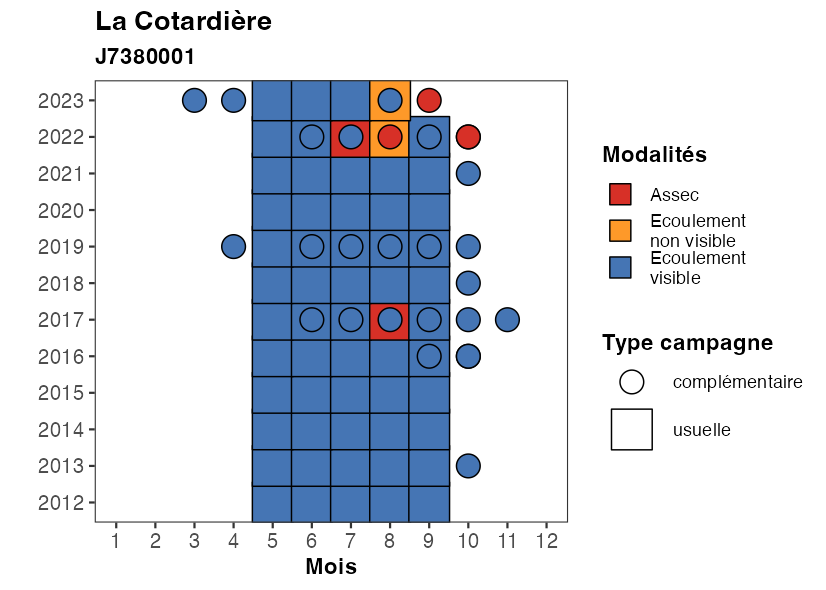 La Cotardière
J7380001
2023
2022
2021
2020
2019
2018
2017
2016
2015
2014
2013
2012
1 2 3 4 5 6 7 8 9 10 11 12
Mois
Modalités
Assec
Ecoulement
non visible
Ecoulement
visible
Type campagne
complémentaire
usuelle